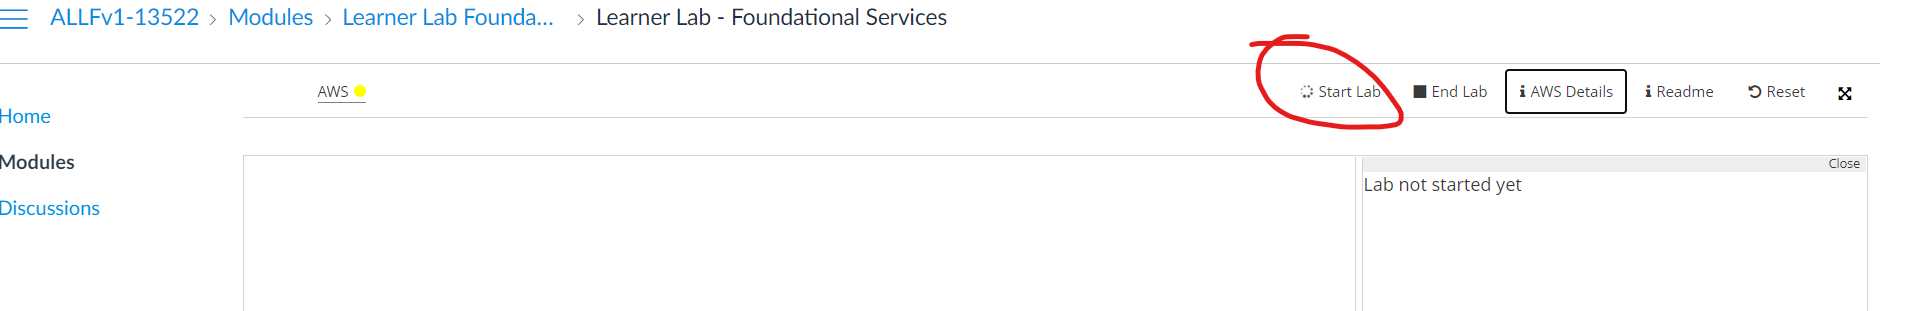 ALLFv1-13522 > Modules > Learner Lab Founda... > Learner Lab - Foundational Services
AWS Start Lab End Lab AWS Details Readme Reset
Home
Modules
Discussions
Close
Lab not started yet